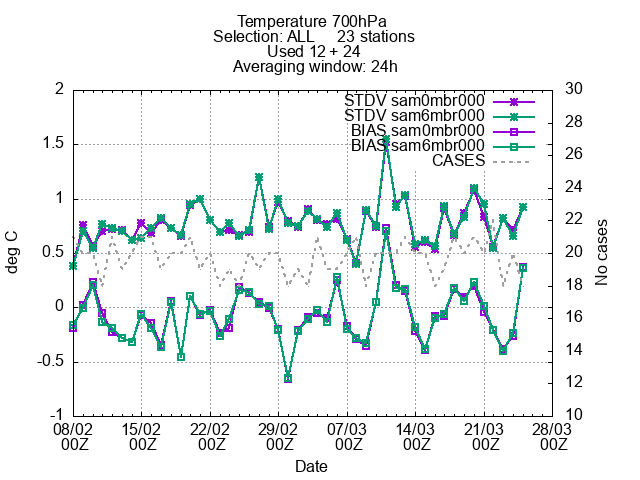 Temperature 700hPa
Selection: ALL 23 stations
Used 12 + 24
Averaging window: 24h
STDV sam0mbr000
STDV sam6mbr000
BIAS sam0mbr000
BIAS sam6mbr000
CASES
deg C
2
1.5
1
0.5
0
-0.5
-1
No cases
30
28
26
24
22
20
18
16
14
12
10
08/02 15/02 22/02 29/02 07/03 14/03 21/03 28/03
00Z 00Z 00Z 00Z 00Z 00Z 00Z 00Z
Date